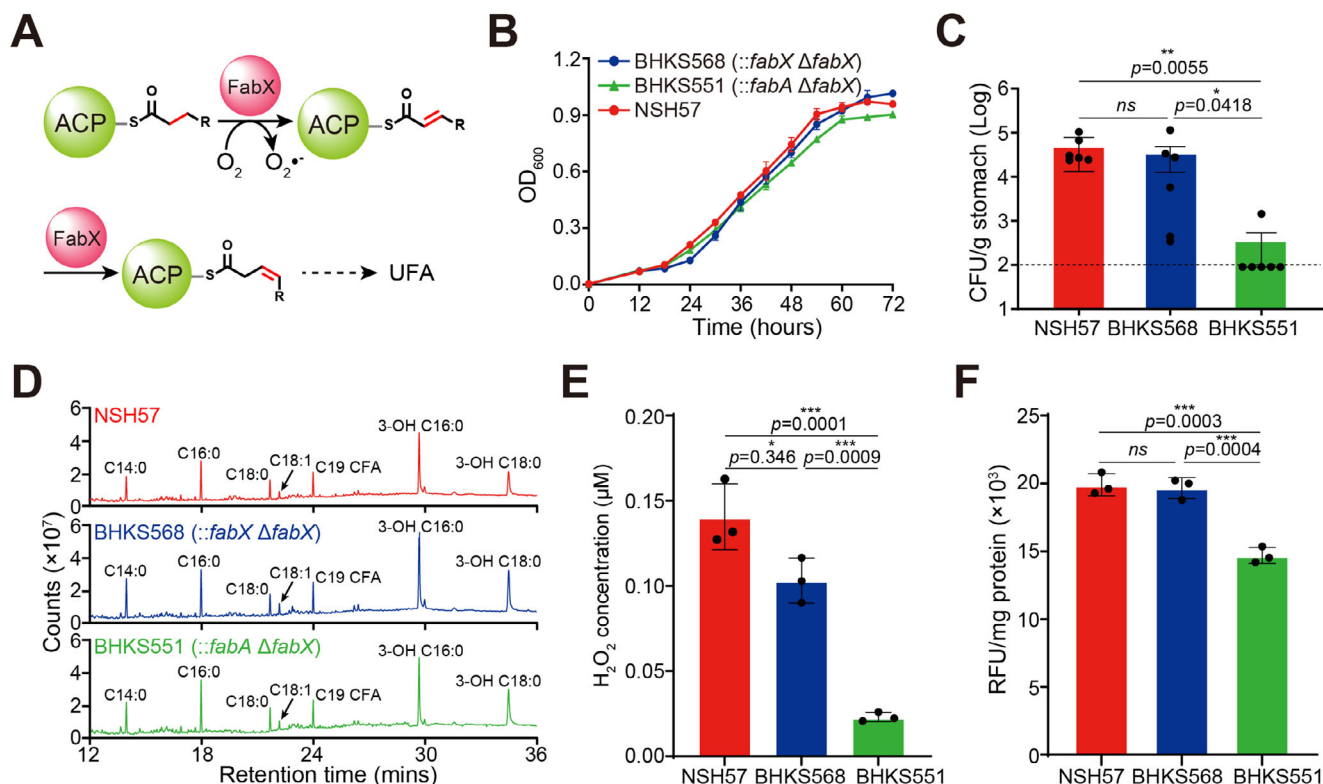 A
FabX
ACP
S
O
R
O₂
O₂•-
ACP
S
O
R
FabX
ACP
S
O
R
UFA
B
BHKS568 (::fabX ΔfabX)
BHKS551 (::fabA ΔfabX)
NSH57
1.2
0.9
0.6
0.3
0
OD600
0 12 24 36 48 60 72
Time (hours)
C
**
p=0.0055
*
ns p=0.0418
6
5
4
3
2
1
CFU/g stomach (Log)
NSH57 BHKS568 BHKS551
D
NSH57
6
4
2
C14:0 C16:0 C18:0 C18:1 C19 CFA 3-OH C16:0 3-OH C18:0
BHKS568 (::fabX ΔfabX)
6
4
2
C14:0 C16:0 C18:0 C18:1 C19 CFA 3-OH C16:0 3-OH C18:0
BHKS551 (::fabA ΔfabX)
6
4
2
C14:0 C16:0 C18:0 C18:1 C19 CFA 3-OH C16:0 3-OH C18:0
Counts (×10⁷)
12 18 24 30 36
Retention time (mins)
E
***
p=0.0001
* ***
p=0.346 p=0.0009
0.20
0.15
0.10
0.05
0.00
H₂O₂ concentration (μM)
NSH57 BHKS568 BHKS551
F
***
p=0.0003
***
ns p=0.0004
25
20
15
10
5
0
RFU/mg protein (×10³)
NSH57 BHKS568 BHKS551